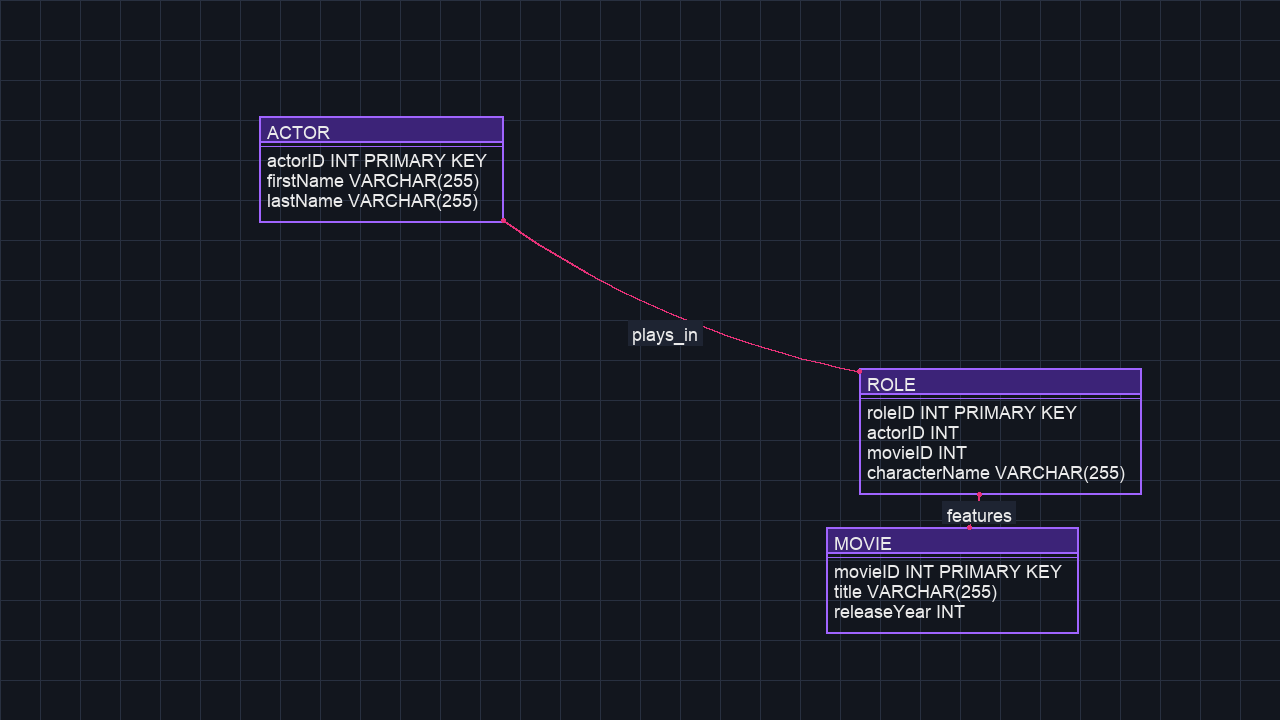 ACTOR
actorID INT PRIMARY KEY
firstName VARCHAR(255)
lastName VARCHAR(255)
plays_in
ROLE
roleID INT PRIMARY KEY
actorID INT
movieID INT
characterName VARCHAR(255)
features
MOVIE
movieID INT PRIMARY KEY
title VARCHAR(255)
releaseYear INT